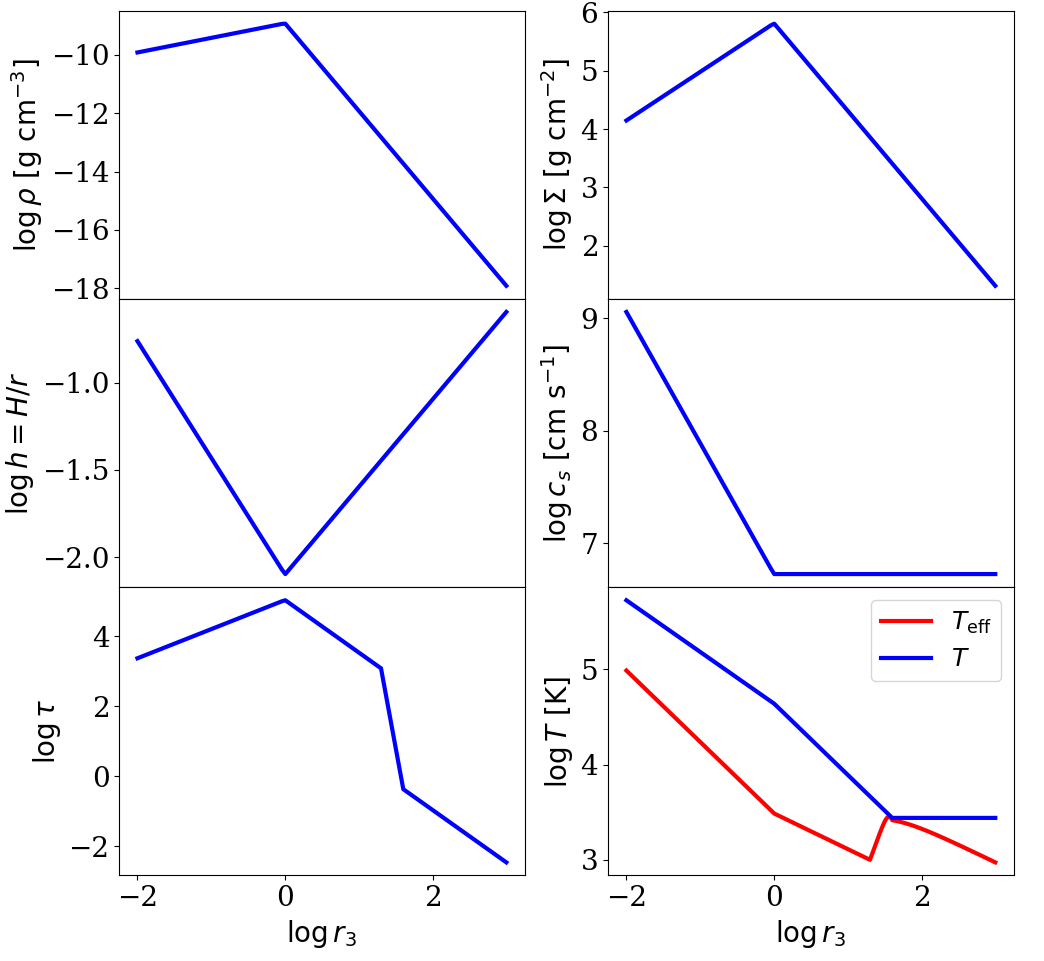 log ρ [g cm⁻³]
−10
−12
−14
−16
−18
log Σ [g cm⁻²]
6
5
4
3
2
log h = H/r
−1.0
−1.5
−2.0
log cₛ [cm s⁻¹]
9
8
7
log τ
4
2
0
−2
log T [K]
5
4
3
T_eff
T
−2 0 2
log r₃
−2 0 2
log r₃